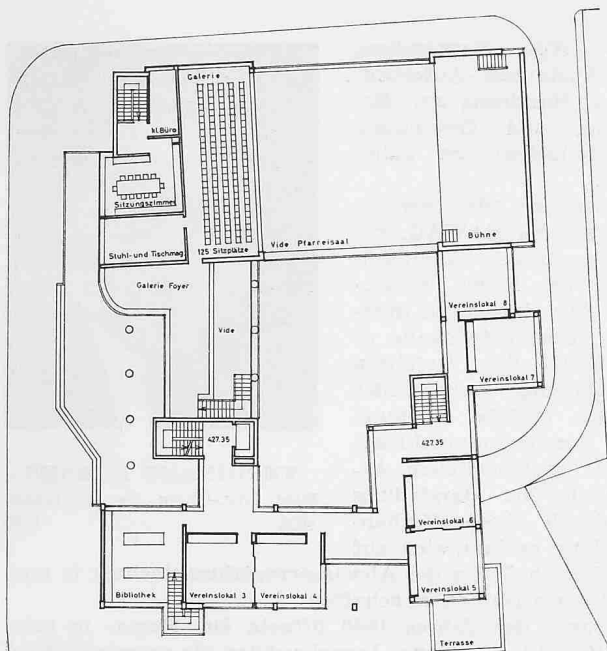 Galerie
kl. Büro
Sitzungszimmer
Stuhl- und Tischmag.
125 Sitzplätze
Vide Pfarreisaal
Bühne
Galerie Foyer
Vide
Vereinslokal 8
Vereinslokal 7
427.35
427.35
Vereinslokal 6
Bibliothek
Vereinslokal 3
Vereinslokal 4
Vereinslokal 5
Terrasse